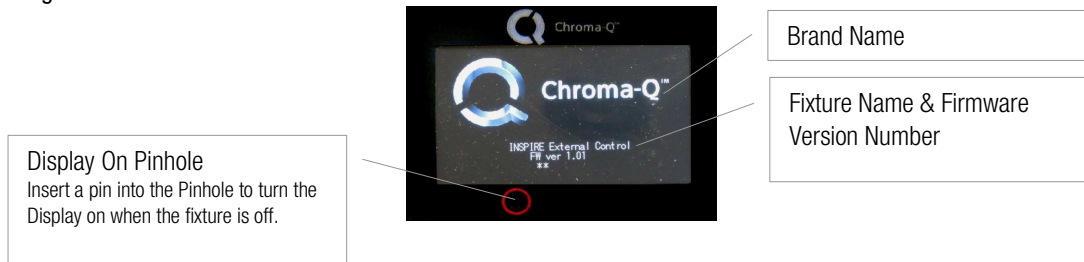 Chroma-Q™
Chroma-Q™
INSPIRE External Control
FW ver 1.01
**
Brand Name
Fixture Name & Firmware
Version Number
Display On Pinhole
Insert a pin into the Pinhole to turn the
Display on when the fixture is off.